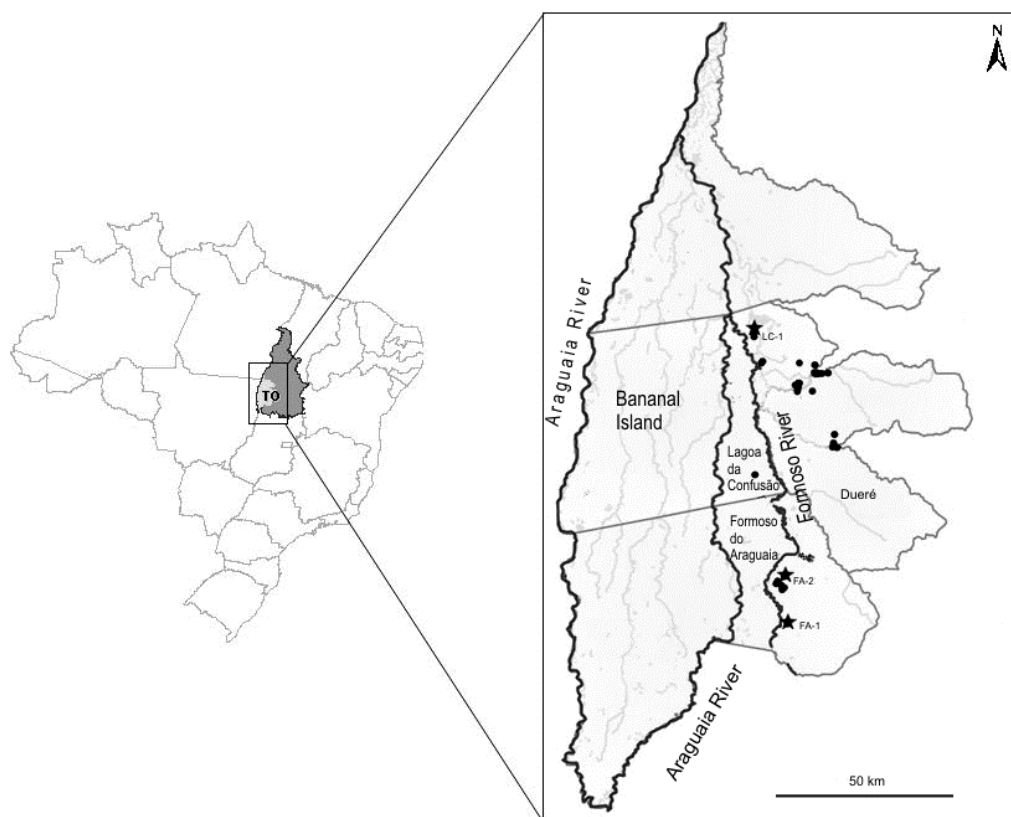 N
TO
Araguaia River
LC-1
Bananal
Island
Formoso River
Lagoa
da
Confusão
Dueré
Formoso
do
Araguaia
FA-2
FA-1
Araguaia River
50 km